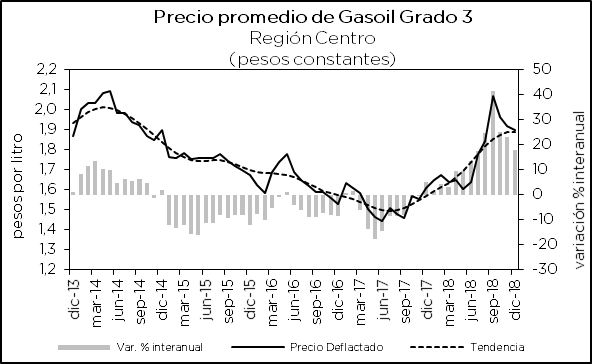 Precio promedio de Gasoil Grado 3
Región Centro
(pesos constantes)
pesos por litro
2,2
2,1
2,0
1,9
1,8
1,7
1,6
1,5
1,4
1,3
1,2
50
40
30
20
10
0
-10
-20
-30
variación % interanual
dic-13
mar-14
jun-14
sep-14
dic-14
mar-15
jun-15
sep-15
dic-15
mar-16
jun-16
sep-16
dic-16
mar-17
jun-17
sep-17
dic-17
mar-18
jun-18
sep-18
dic-18
Var. % interanual
Precio Deflactado
Tendencia